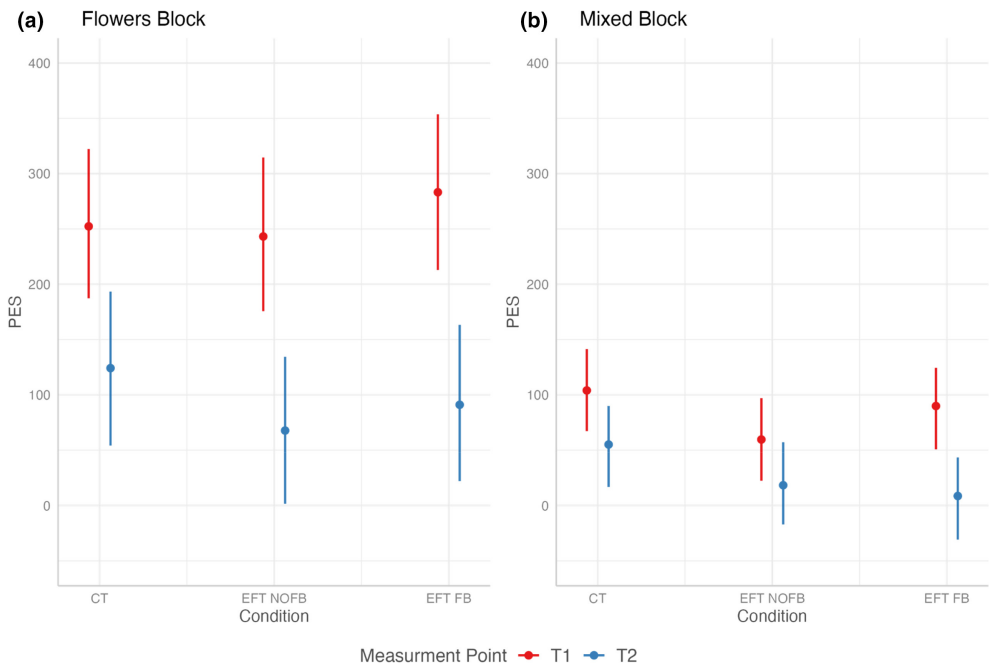 (a) Flowers Block
400
300
200
100
0
PES
CT EFT NOFB EFT FB
Condition
(b) Mixed Block
400
300
200
100
0
PES
CT EFT NOFB EFT FB
Condition
Measurment Point T1 T2